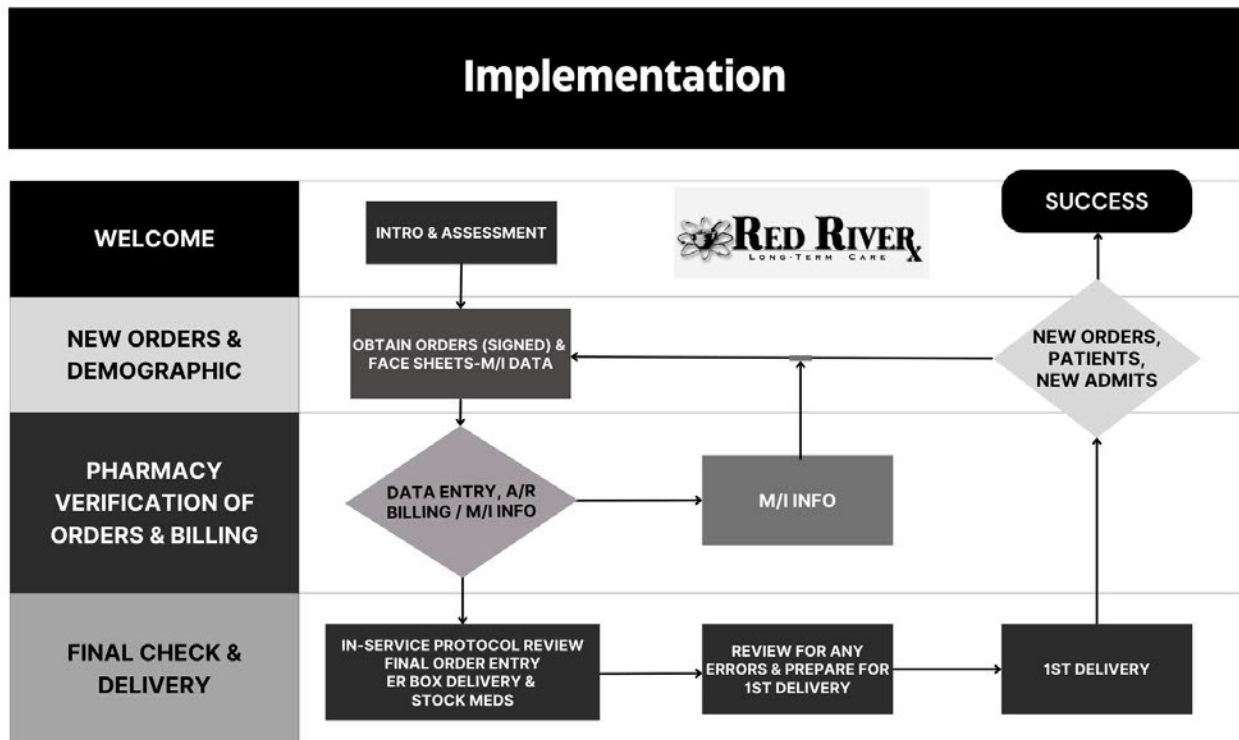 Implementation
WELCOME
INTRO & ASSESSMENT
RED RIVER Rx
LONG-TERM CARE
SUCCESS
NEW ORDERS &
DEMOGRAPHIC
OBTAIN ORDERS (SIGNED) &
FACE SHEETS-M/I DATA
NEW ORDERS,
PATIENTS,
NEW ADMITS
PHARMACY
VERIFICATION OF
ORDERS & BILLING
DATA ENTRY, A/R
BILLING / M/I INFO
M/I INFO
FINAL CHECK &
DELIVERY
IN-SERVICE PROTOCOL REVIEW
FINAL ORDER ENTRY
ER BOX DELIVERY &
STOCK MEDS
REVIEW FOR ANY
ERRORS & PREPARE FOR
1ST DELIVERY
1ST DELIVERY